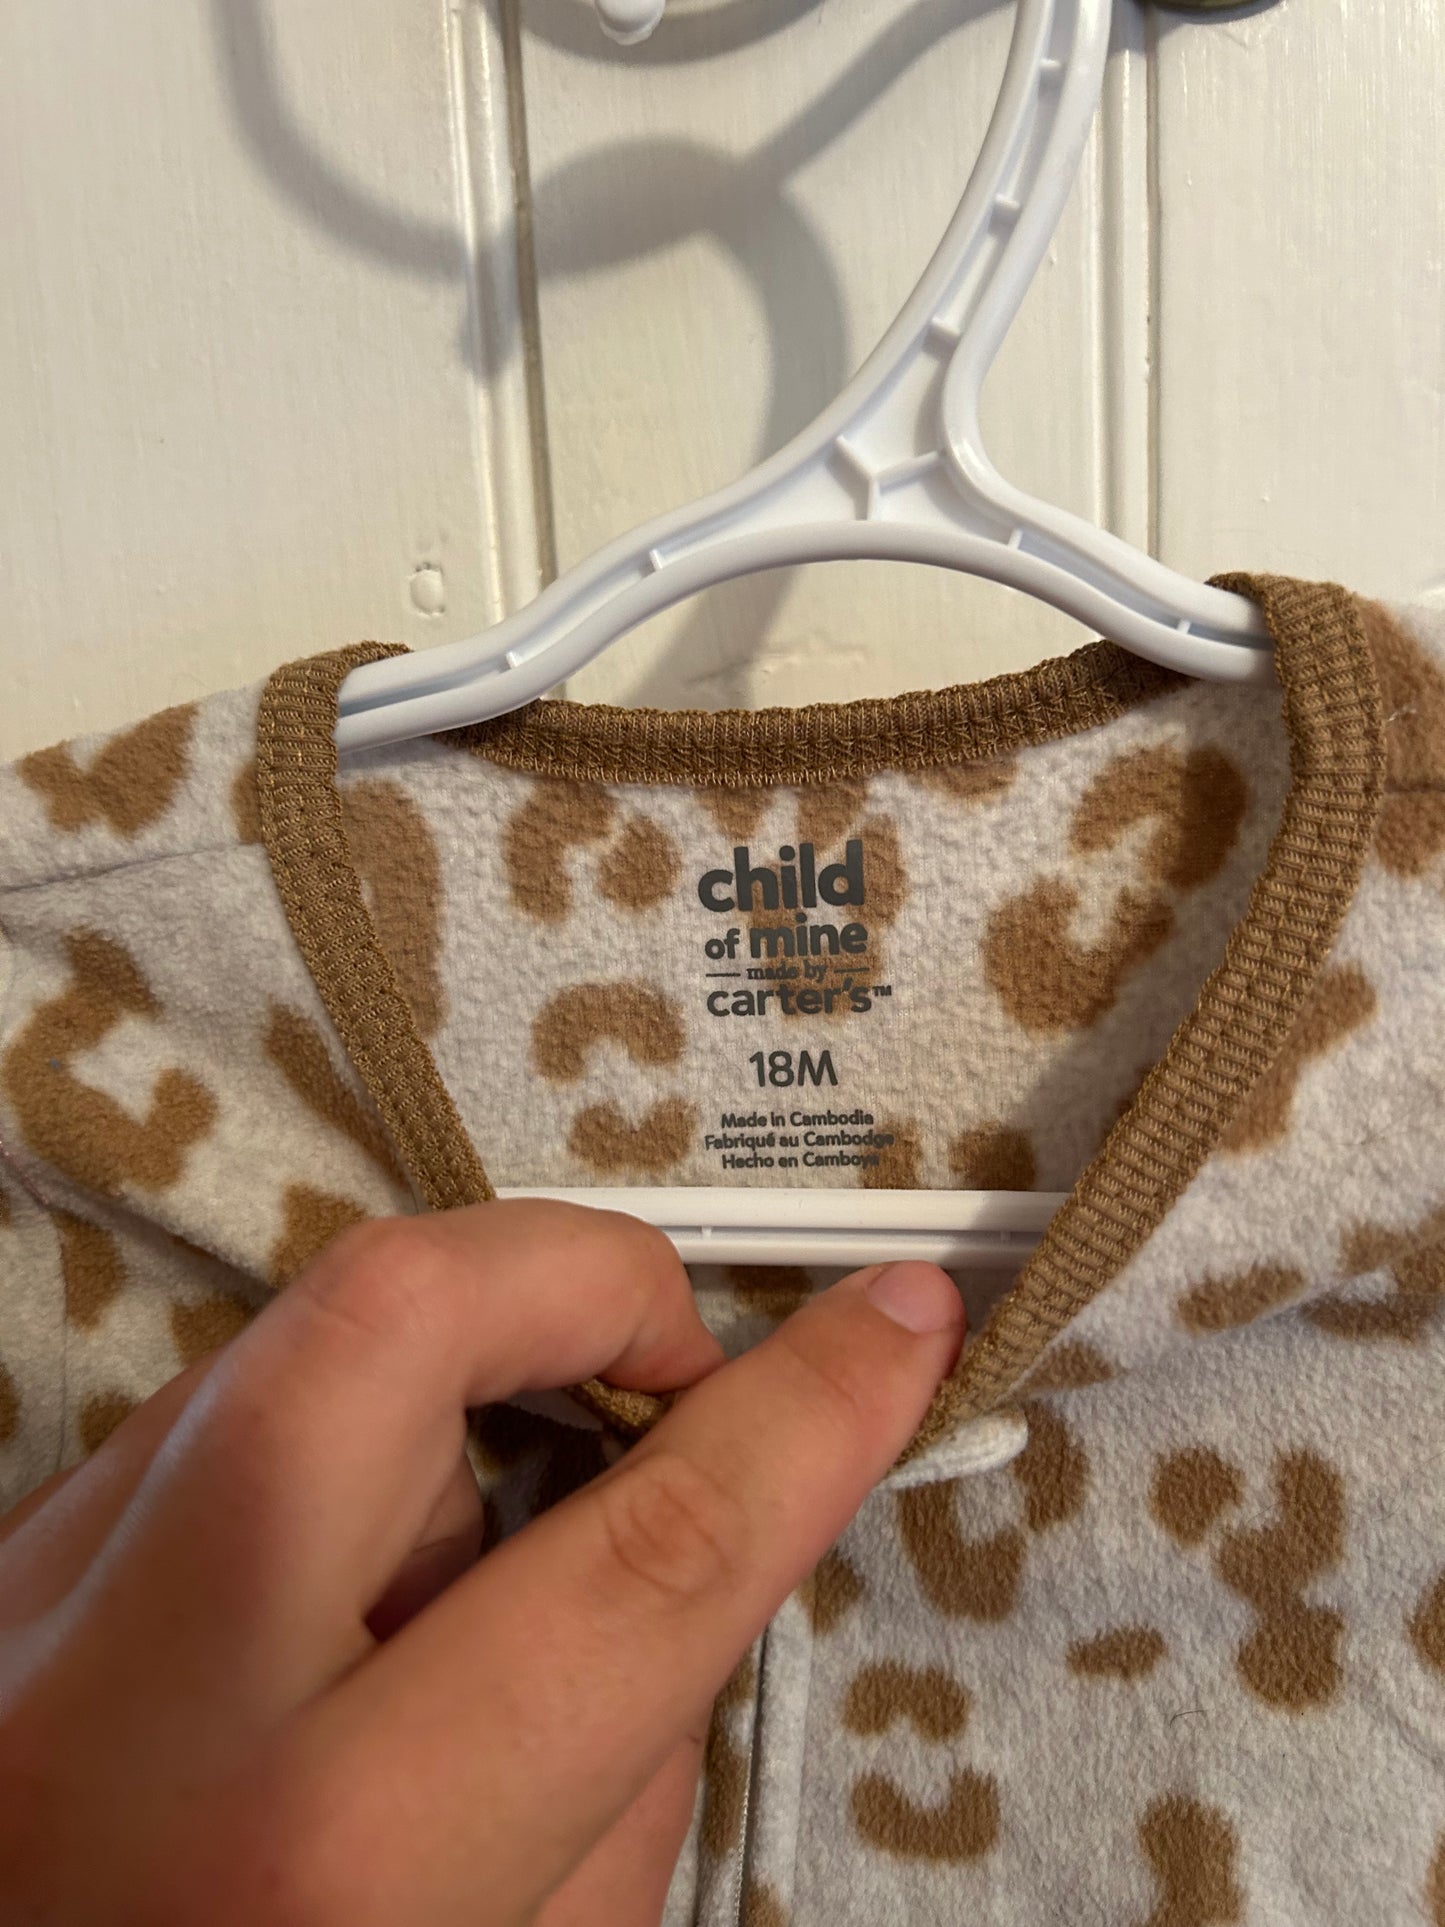 child
of mine
made by
carter's™
18M
Made in Cambodia
Fabriqué au Cambodge
Hecho en Camboya